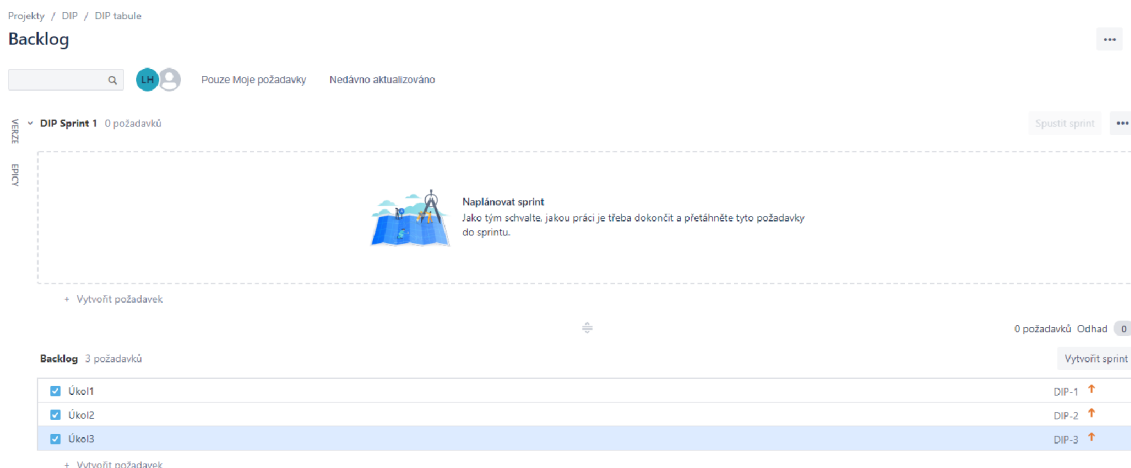 Projekty / DIP / DIP tabule
Backlog
LH Pouze Moje požadavky Nedávno aktualizováno
VERZE
EPICY
DIP Sprint 1 0 požadavků Spustit sprint
Naplánovat sprint
Jako tým schvalte, jakou práci je třeba dokončit a přetáhněte tyto požadavky
do sprintu.
+ Vytvořit požadavek
0 požadavků Odhad 0
Backlog 3 požadavků Vytvořit sprint
Úkol1 DIP-1
Úkol2 DIP-2
Úkol3 DIP-3
+ Vytvořit požadavek